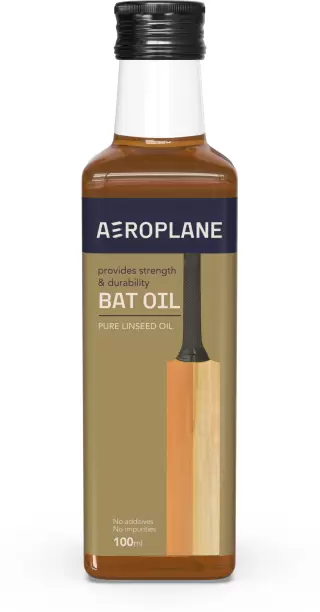 AEROPLANE
provides strength
& durability
BAT OIL
PURE LINSEED OIL
No additives
No impurities
100ml